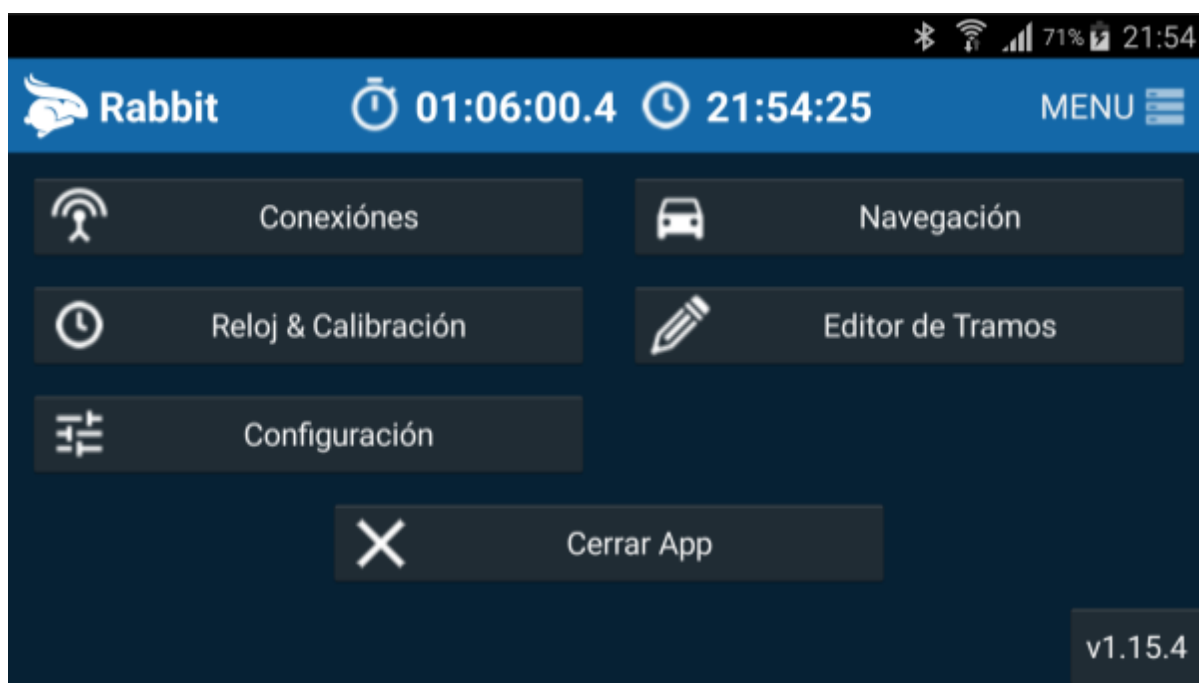 71% 21:54
Rabbit 01:06:00.4 21:54:25 MENU
Conexiónes Navegación
Reloj & Calibración Editor de Tramos
Configuración
Cerrar App
v1.15.4